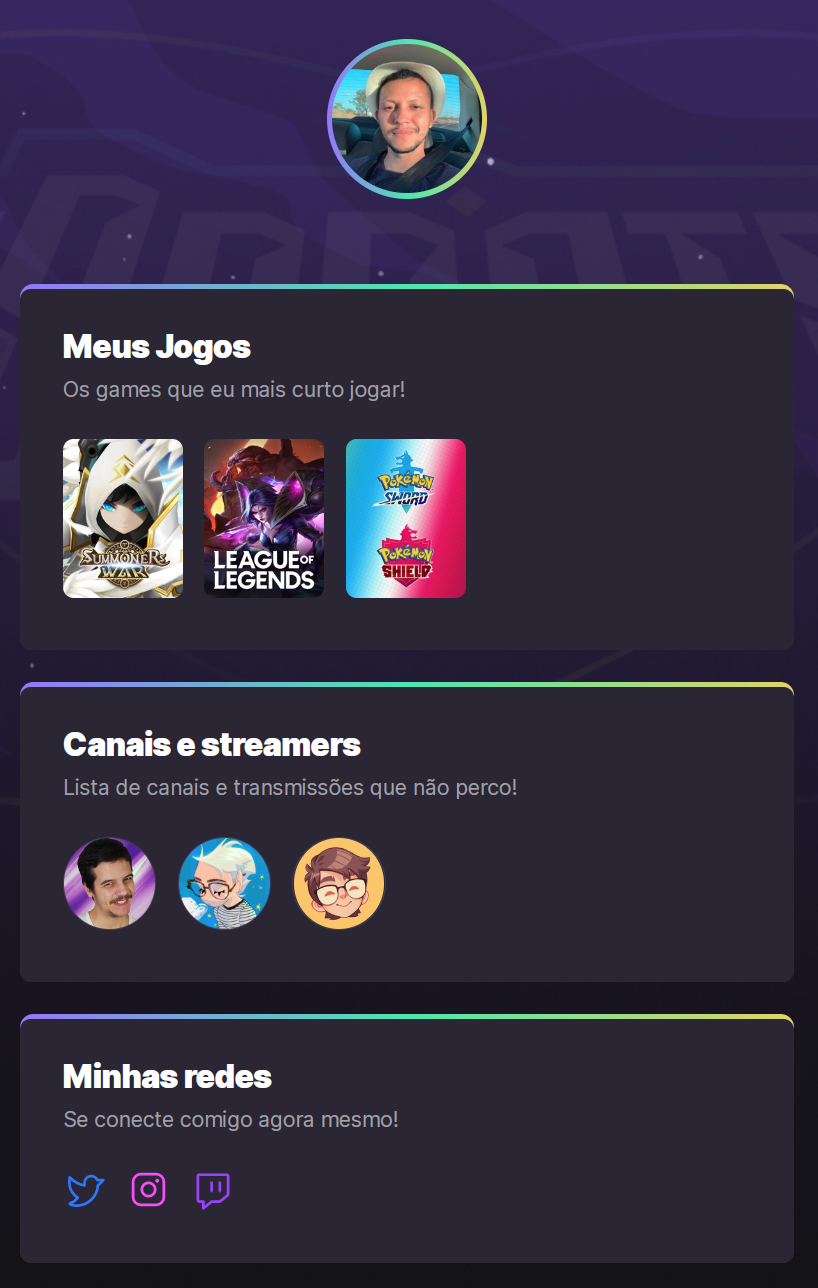 Meus Jogos
Os games que eu mais curto jogar!
SUMMONERS
WAR
LEAGUE OF
LEGENDS
POKÉMON
SWORD
POKÉMON
SHIELD
Canais e streamers
Lista de canais e transmissões que não perco!
Minhas redes
Se conecte comigo agora mesmo!